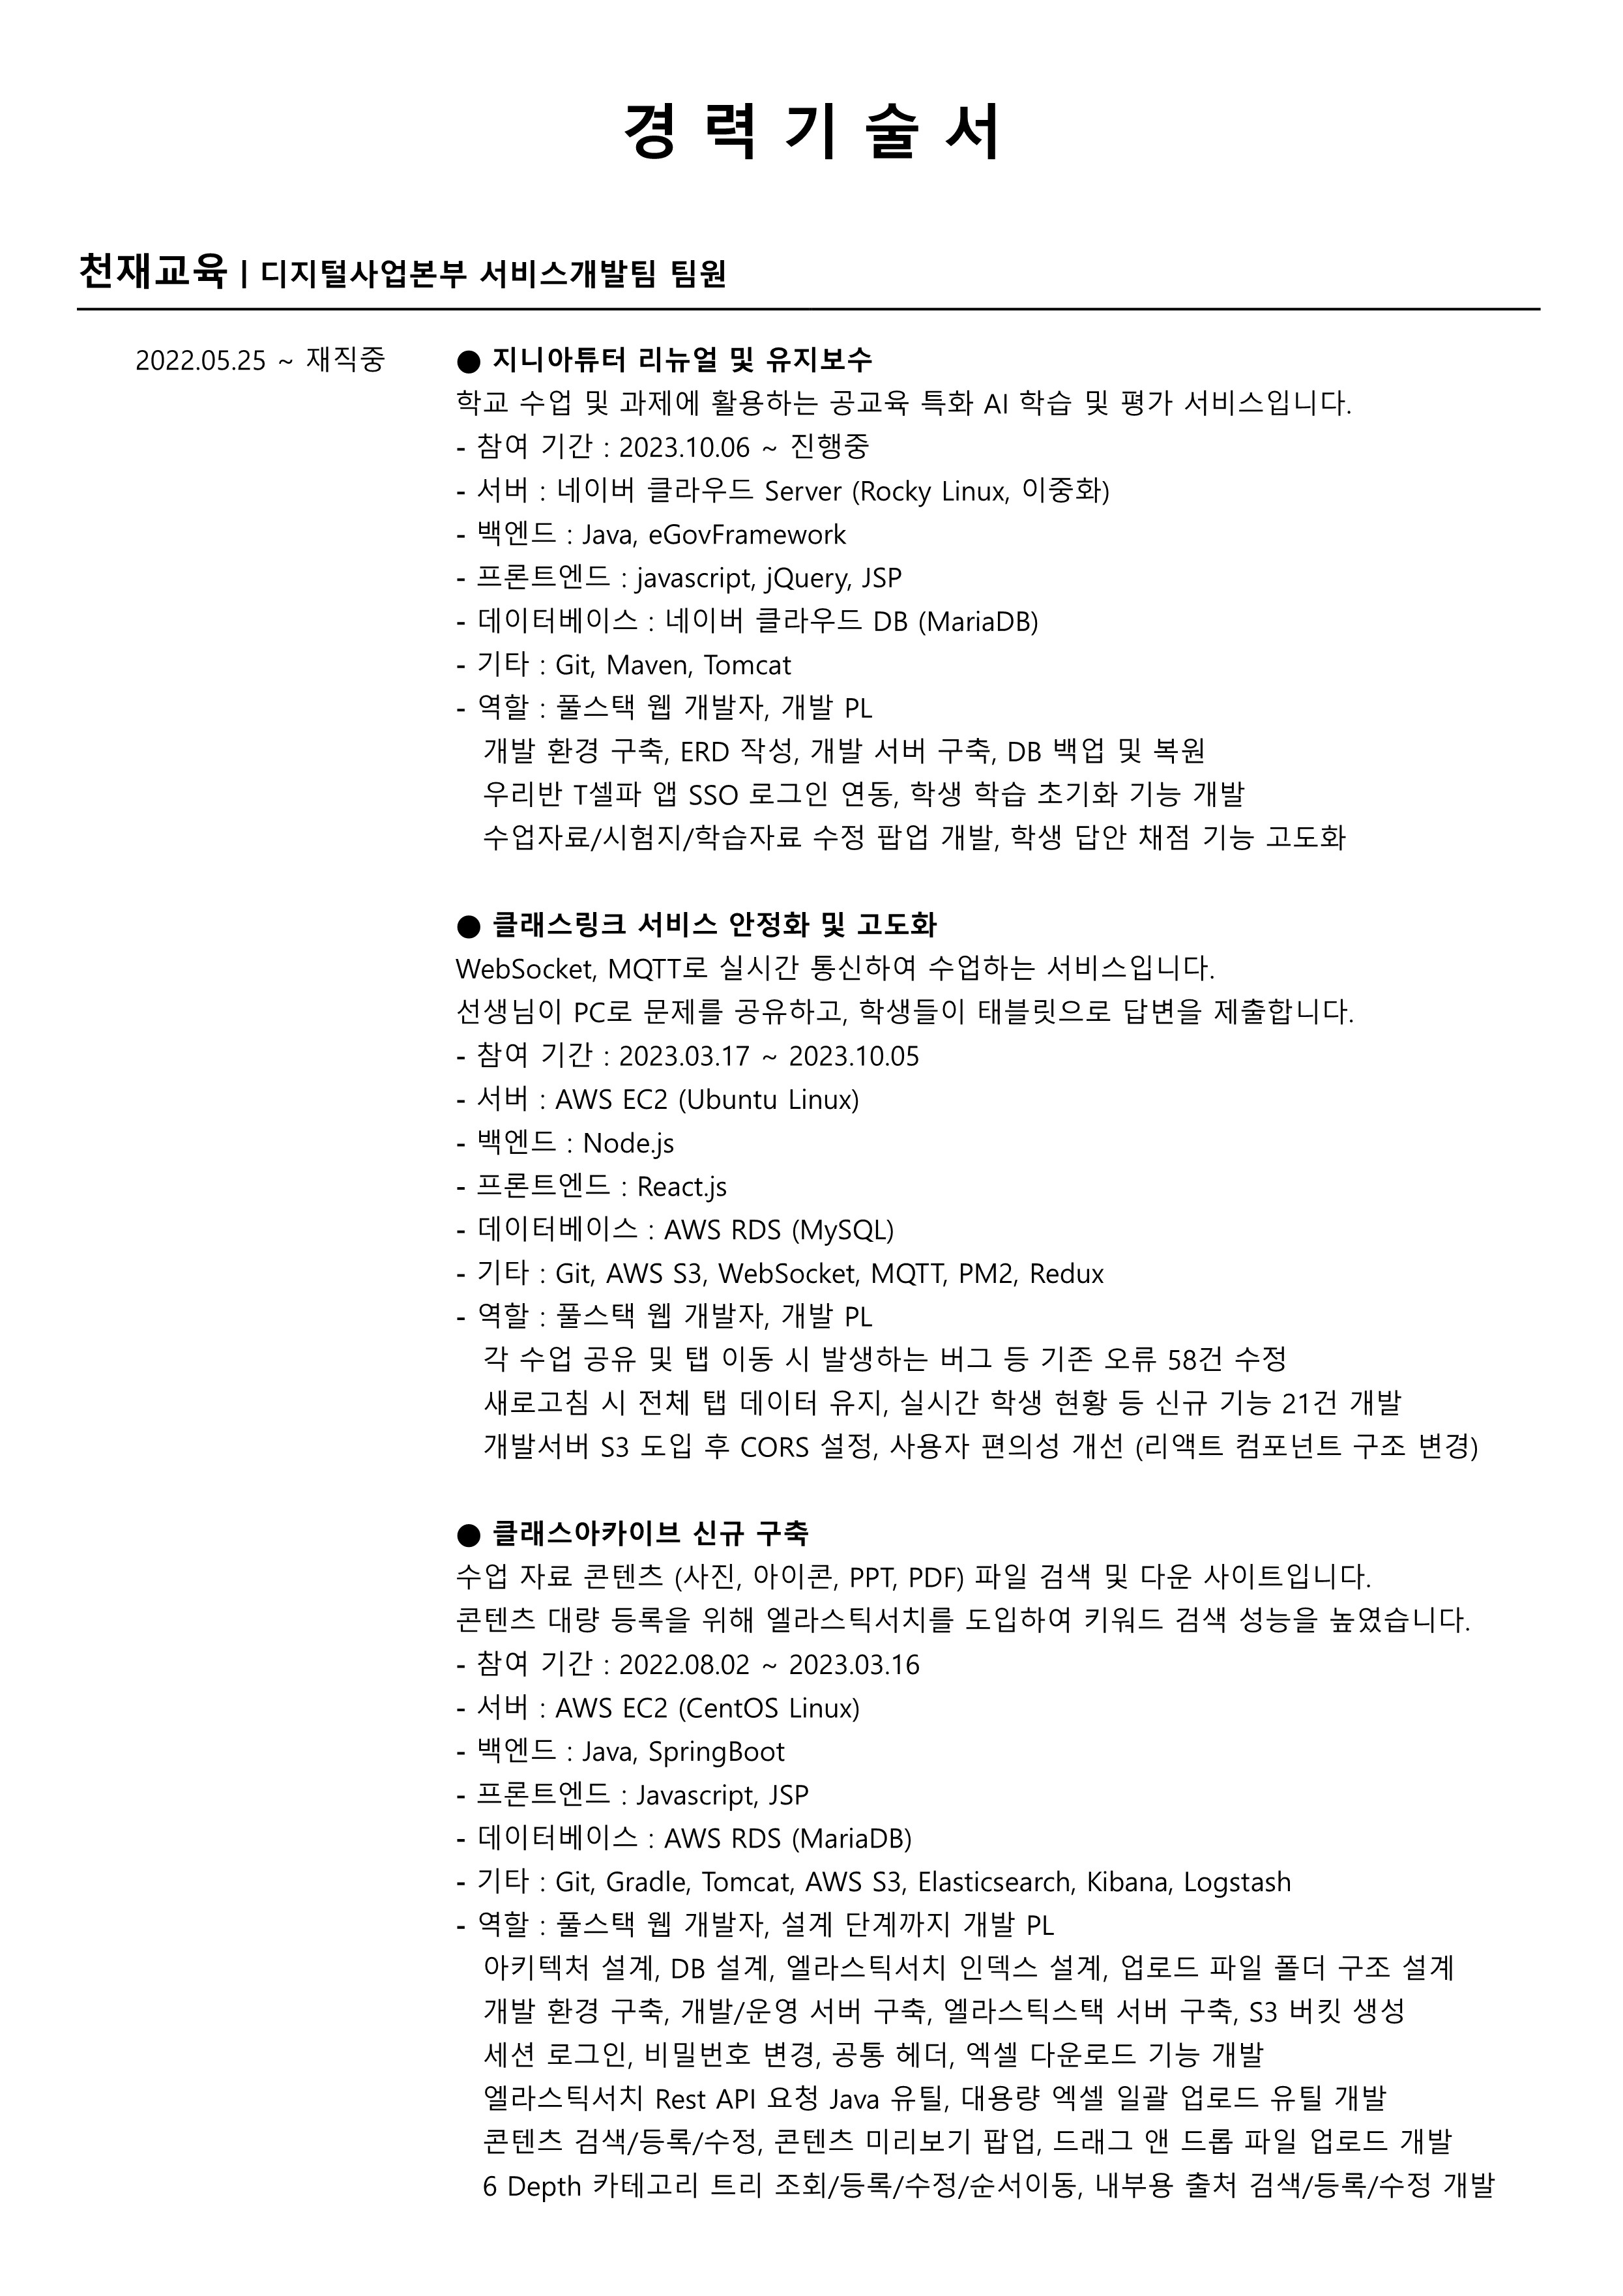 경 력 기 술 서
천재교육 | 디지털사업본부 서비스개발팀 팀원
2022.05.25 ~ 재직중
● 지니아튜터 리뉴얼 및 유지보수
학교 수업 및 과제에 활용하는 공교육 특화 AI 학습 및 평가 서비스입니다.
- 참여 기간 : 2023.10.06 ~ 진행중
- 서버 : 네이버 클라우드 Server (Rocky Linux, 이중화)
- 백엔드 : Java, eGovFramework
- 프론트엔드 : javascript, jQuery, JSP
- 데이터베이스 : 네이버 클라우드 DB (MariaDB)
- 기타 : Git, Maven, Tomcat
- 역할 : 풀스택 웹 개발자, 개발 PL
개발 환경 구축, ERD 작성, 개발 서버 구축, DB 백업 및 복원
우리반 T셀파 앱 SSO 로그인 연동, 학생 학습 초기화 기능 개발
수업자료/시험지/학습자료 수정 팝업 개발, 학생 답안 채점 기능 고도화
● 클래스링크 서비스 안정화 및 고도화
WebSocket, MQTT로 실시간 통신하여 수업하는 서비스입니다.
선생님이 PC로 문제를 공유하고, 학생들이 태블릿으로 답변을 제출합니다.
- 참여 기간 : 2023.03.17 ~ 2023.10.05
- 서버 : AWS EC2 (Ubuntu Linux)
- 백엔드 : Node.js
- 프론트엔드 : React.js
- 데이터베이스 : AWS RDS (MySQL)
- 기타 : Git, AWS S3, WebSocket, MQTT, PM2, Redux
- 역할 : 풀스택 웹 개발자, 개발 PL
각 수업 공유 및 탭 이동 시 발생하는 버그 등 기존 오류 58건 수정
새로고침 시 전체 탭 데이터 유지, 실시간 학생 현황 등 신규 기능 21건 개발
개발서버 S3 도입 후 CORS 설정, 사용자 편의성 개선 (리액트 컴포넌트 구조 변경)
● 클래스아카이브 신규 구축
수업 자료 콘텐츠 (사진, 아이콘, PPT, PDF) 파일 검색 및 다운 사이트입니다.
콘텐츠 대량 등록을 위해 엘라스틱서치를 도입하여 키워드 검색 성능을 높였습니다.
- 참여 기간 : 2022.08.02 ~ 2023.03.16
- 서버 : AWS EC2 (CentOS Linux)
- 백엔드 : Java, SpringBoot
- 프론트엔드 : Javascript, JSP
- 데이터베이스 : AWS RDS (MariaDB)
- 기타 : Git, Gradle, Tomcat, AWS S3, Elasticsearch, Kibana, Logstash
- 역할 : 풀스택 웹 개발자, 설계 단계까지 개발 PL
아키텍처 설계, DB 설계, 엘라스틱서치 인덱스 설계, 업로드 파일 폴더 구조 설계
개발 환경 구축, 개발/운영 서버 구축, 엘라스틱스택 서버 구축, S3 버킷 생성
세션 로그인, 비밀번호 변경, 공통 헤더, 엑셀 다운로드 기능 개발
엘라스틱서치 Rest API 요청 Java 유틸, 대용량 엑셀 일괄 업로드 유틸 개발
콘텐츠 검색/등록/수정, 콘텐츠 미리보기 팝업, 드래그 앤 드롭 파일 업로드 개발
6 Depth 카테고리 트리 조회/등록/수정/순서이동, 내부용 출처 검색/등록/수정 개발